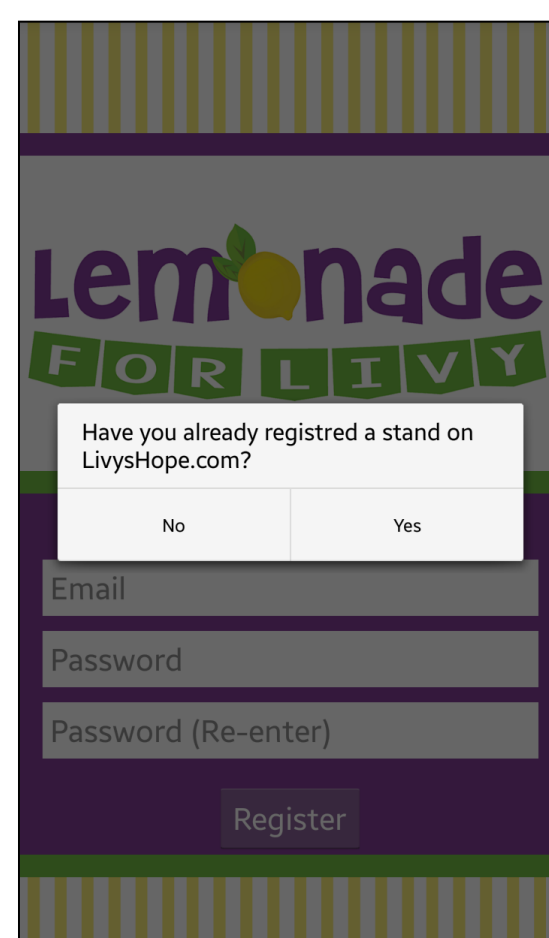 Lemonade
FOR LIVY
Have you already registred a stand on
LivysHope.com?
No Yes
Email
Password
Password (Re-enter)
Register